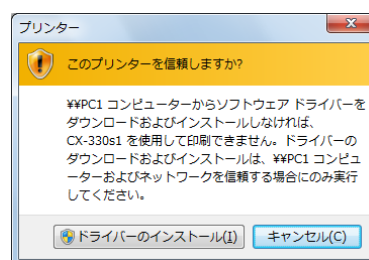 プリンター
このプリンターを信頼しますか?
¥¥PC1 コンピューターからソフトウェア ドライバーを
ダウンロードおよびインストールしなければ、
CX-330s1 を使用して印刷できません。ドライバーの
ダウンロードおよびインストールは、¥¥PC1 コンピュ
ーターおよびネットワークを信頼する場合にのみ実行
してください。
ドライバーのインストール(I) キャンセル(C)